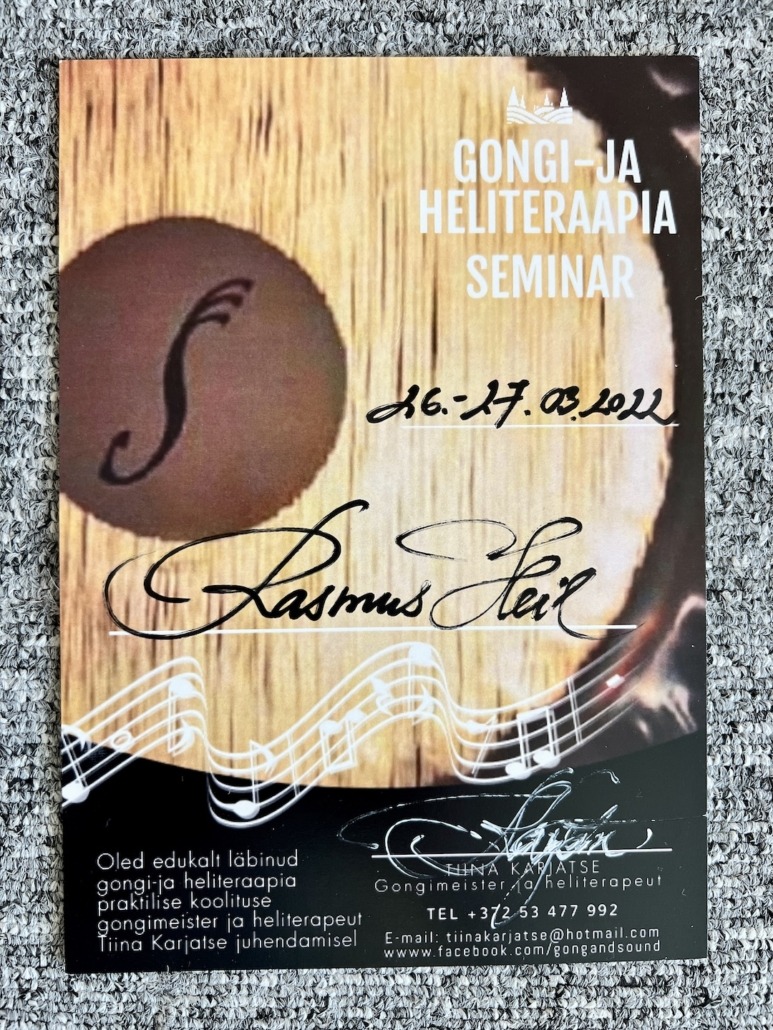 GONGI-JA
HELITERAAPIA
SEMINAR
26.-27.03.2022
Rasmus Heil
Oled edukalt läbinud
gongi-ja heliteraapia
praktilise koolituse
gongimeister ja heliterapeut
Tiina Karjatse juhendamisel
TIINA KARJATSE
Gongimeister ja heliterapeut
TEL +372 53 477 992
E-mail: tiinakarjatse@hotmail.com
www.facebook.com/gongandsound